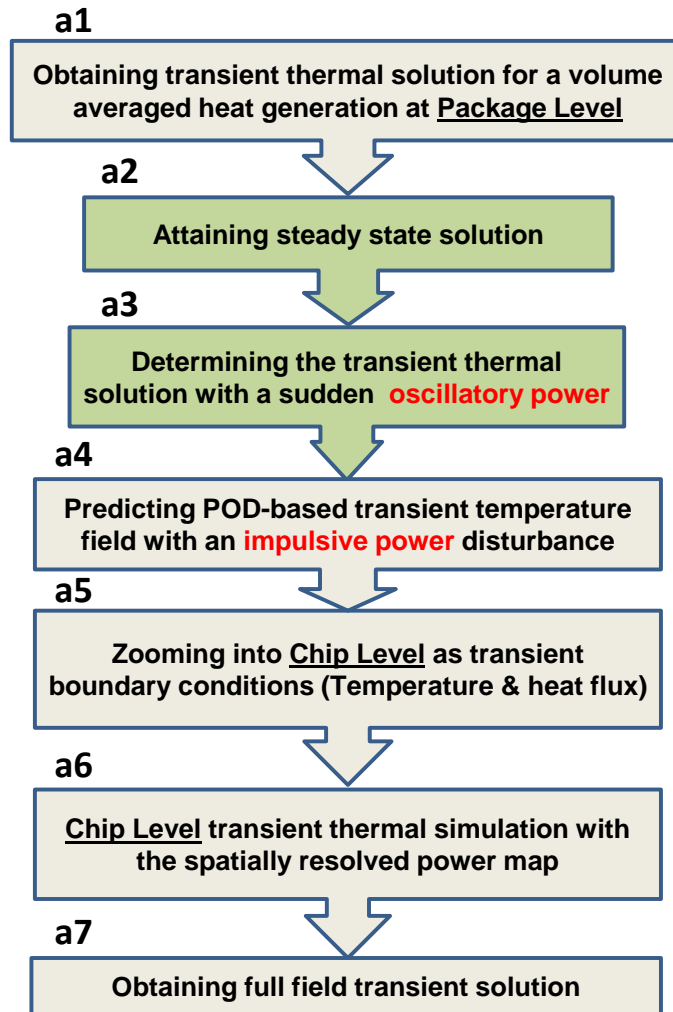 a1
Obtaining transient thermal solution for a volume
averaged heat generation at Package Level
a2
Attaining steady state solution
a3
Determining the transient thermal
solution with a sudden oscillatory power
a4
Predicting POD-based transient temperature
field with an impulsive power disturbance
a5
Zooming into Chip Level as transient
boundary conditions (Temperature & heat flux)
a6
Chip Level transient thermal simulation with
the spatially resolved power map
a7
Obtaining full field transient solution